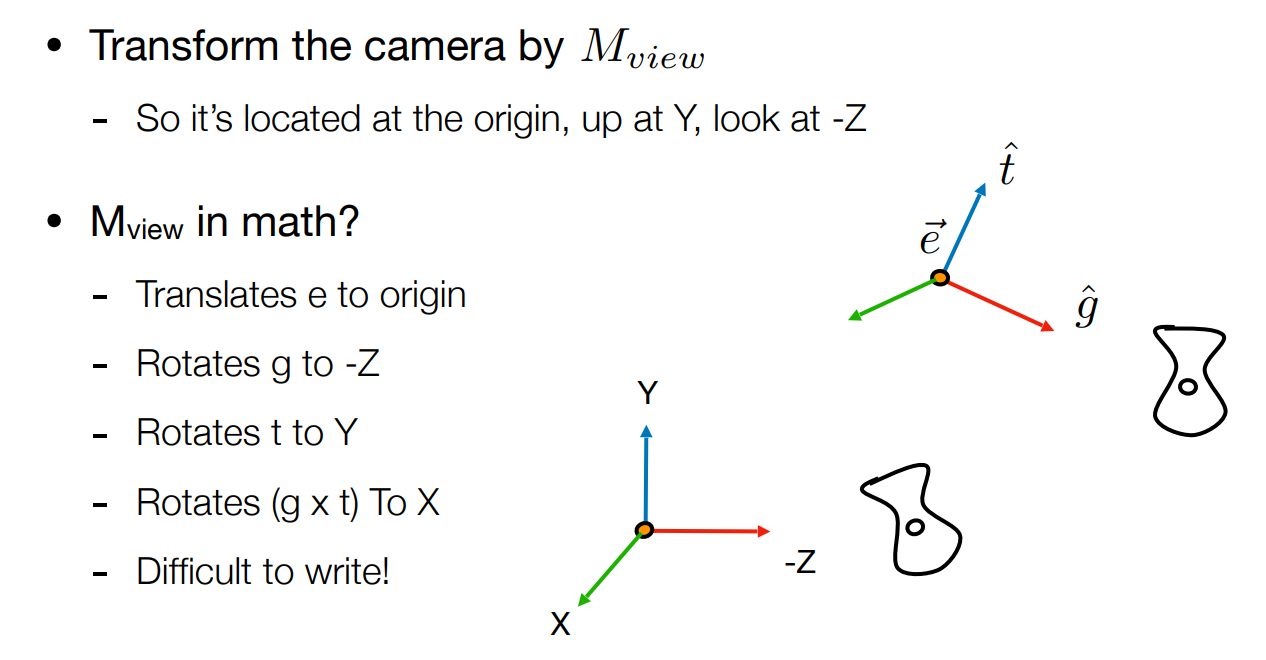 • Transform the camera by $M_{view}$
- So it's located at the origin, up at Y, look at -Z
• M_{view} in math?
- Translates e to origin
- Rotates g to -Z
- Rotates t to Y
- Rotates (g x t) To X
- Difficult to write!
$\hat{t}$
$\vec{e}$
$\hat{g}$
Y
-Z
X